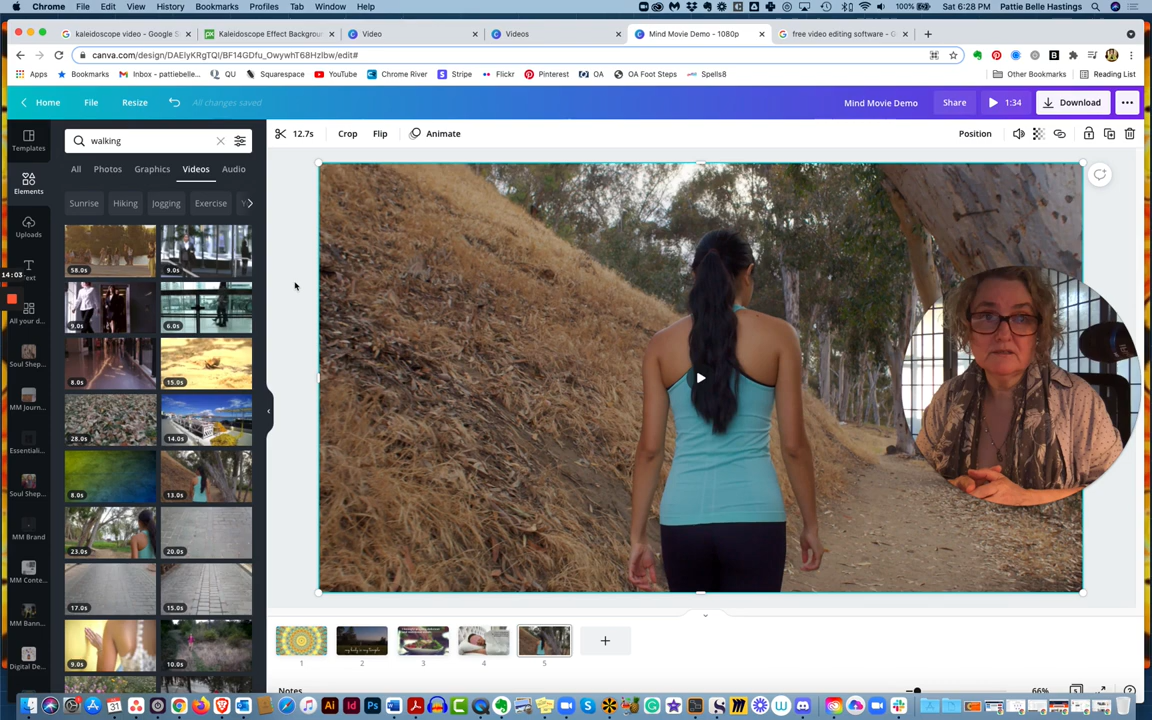 Chrome File Edit View History Bookmarks Profiles Tab Window Help 100% Sat 6:28 PM Pattie Belle Hastings
kaleidoscope video - Google S Kaleidoscope Effect Backgrou Video Videos Mind Movie Demo - 1080p free video editing software - G
canva.com/design/DAElyKRgTQI/BF14GDfu_OwywhT68HzIbw/edit#
Apps Bookmarks Inbox - pattiebelle... QU Squarespace YouTube Chrome River Stripe Flickr Pinterest OA OA Foot Steps Spells8 Other Bookmarks Reading List
Home File Resize All changes saved Mind Movie Demo Share 1:34 Download
walking 12.7s Crop Flip Animate Position
Templates
All Photos Graphics Videos Audio
Elements
Sunrise Hiking Jogging Exercise
Uploads
58.0s 9.0s
14:03 Text
9.0s 6.0s
All your d...
Soul Shep...
8.0s 15.0s
MM Journ...
28.0s 14.0s
Essentiali...
Soul Shep...
8.0s 13.0s
MM Brand
23.0s 20.0s
MM Conte...
17.0s 15.0s
MM Bann...
9.0s 10.0s
Digital De...
1 2 3 4 5
Notes 66% 5